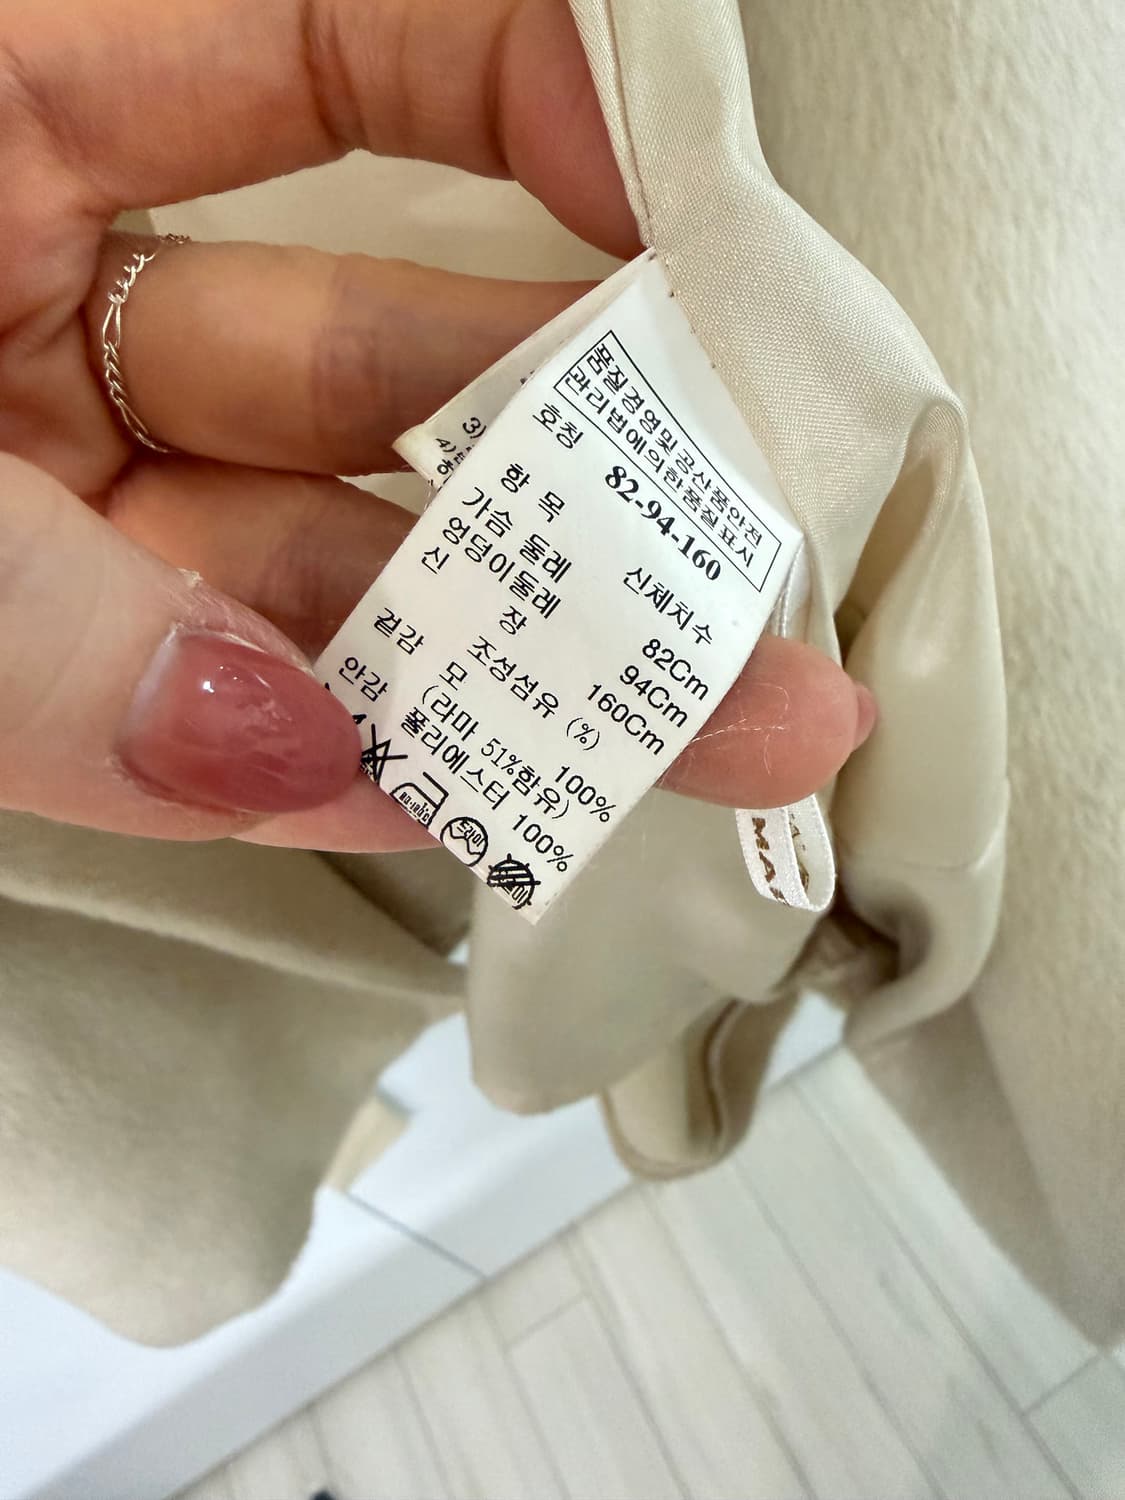 품질경영및공산품안전
관리법에의한품질표시
호칭 82-94-160
항 목 신체치수
가슴 둘레 82Cm
엉덩이둘레 94Cm
신 장 160Cm
조성섬유 (%)
겉감 모 100%
(라마 51%함유)
안감 폴리에스터 100%
3)
4)
MA